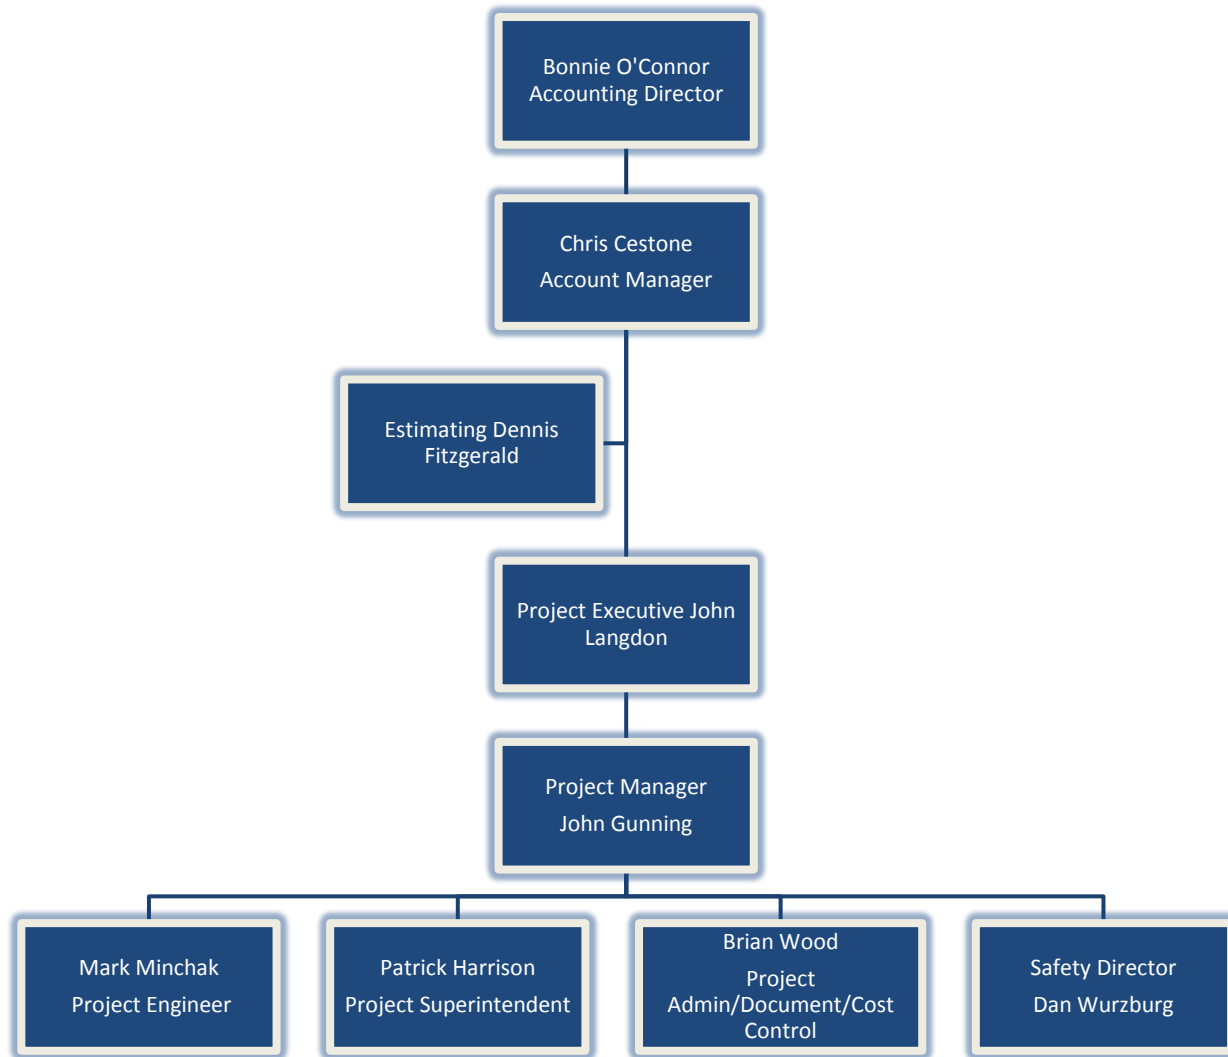 Bonnie O'Connor
Accounting Director
Chris Cestone
Account Manager
Estimating Dennis
Fitzgerald
Project Executive John
Langdon
Project Manager
John Gunning
Mark Minchak
Project Engineer
Patrick Harrison
Project Superintendent
Brian Wood
Project
Admin/Document/Cost
Control
Safety Director
Dan Wurzburg